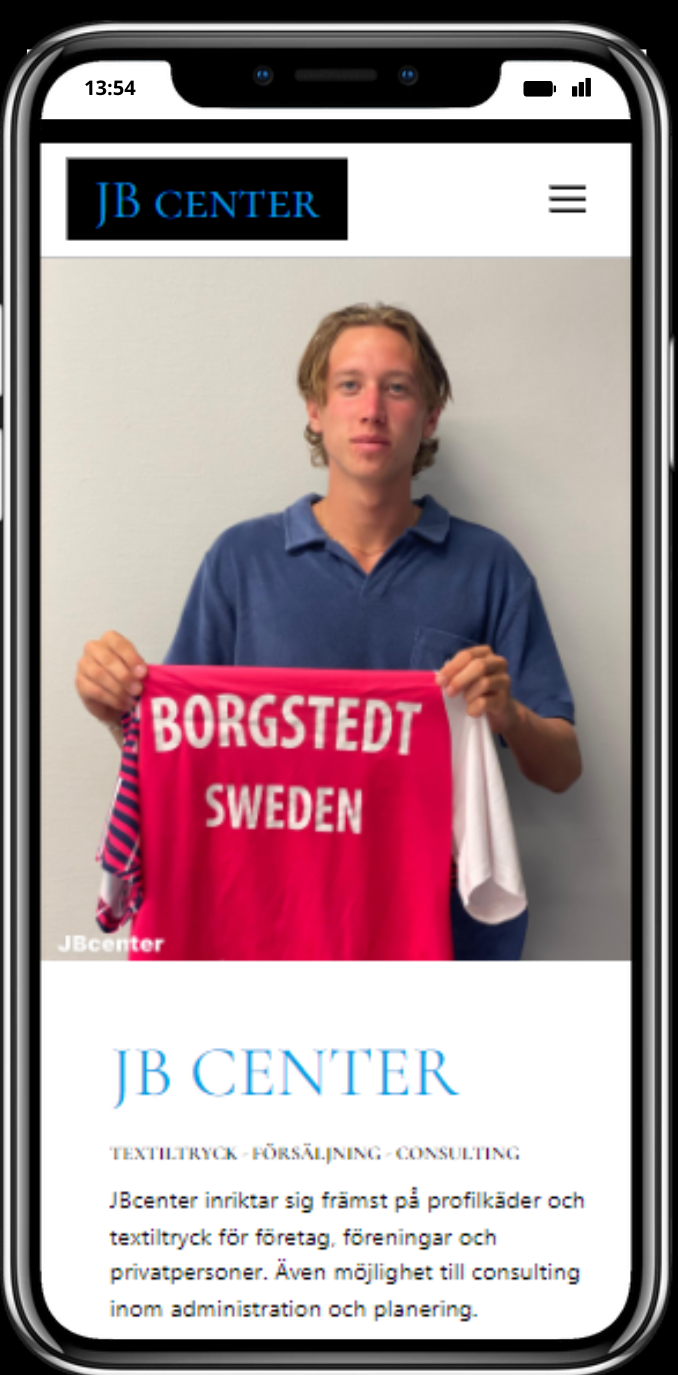 13:54
JB CENTER
BORGSTEDT
SWEDEN
JBcenter
JB CENTER
TEXTILTRYCK - FÖRSÄLJNING - CONSULTING
JBcenter inriktar sig främst på profilkäder och
textiltryck för företag, föreningar och
privatpersoner. Även möjlighet till consulting
inom administration och planering.